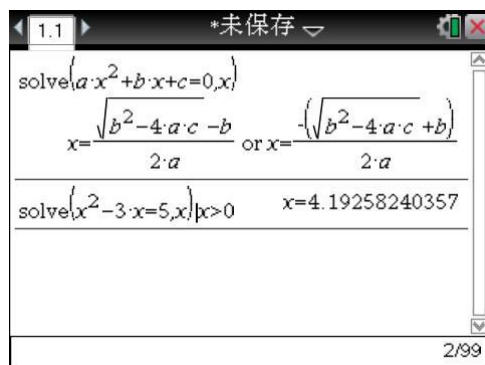 1.1 *未保存
solve(a·x²+b·x+c=0,x)
x=√(b²-4·a·c) -b/2·a or x=-(√(b²-4·a·c) +b)/2·a
solve(x²-3·x=5,x)|x>0 x=4.19258240357
2/99